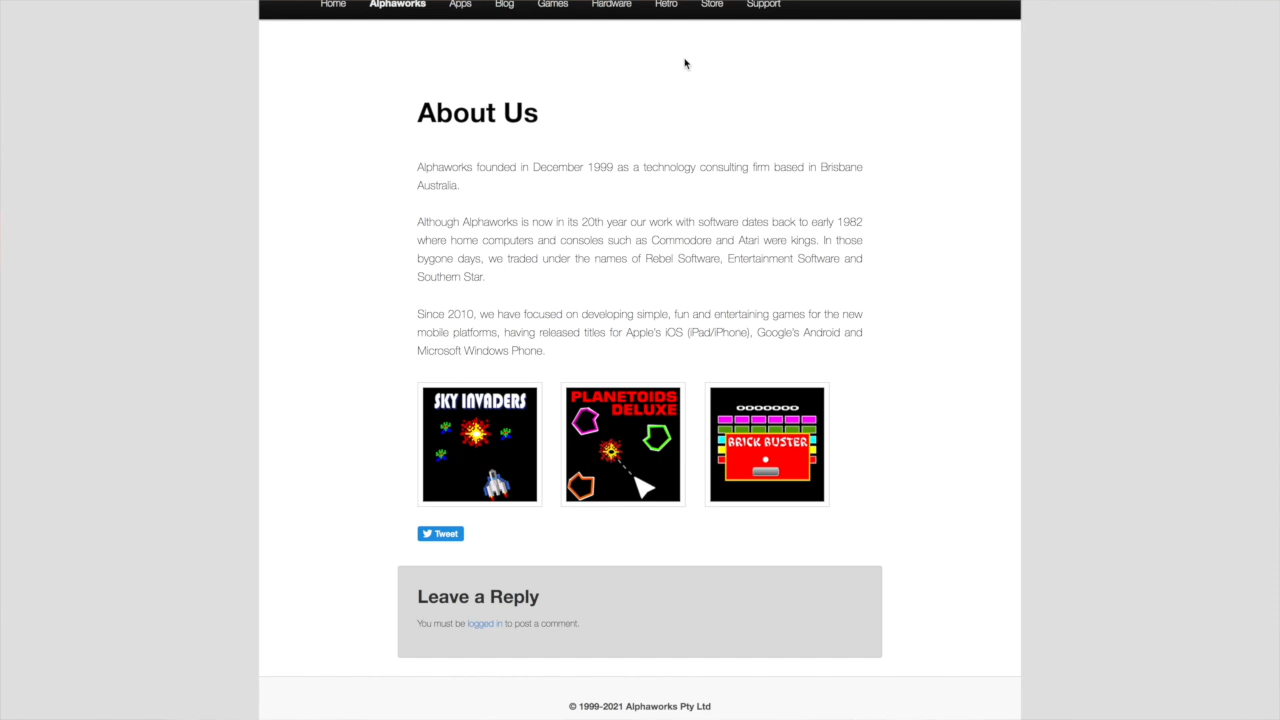 Home Alphaworks Apps Blog Games Hardware Retro Store Support
About Us
Alphaworks founded in December 1999 as a technology consulting firm based in Brisbane
Australia.
Although Alphaworks is now in its 20th year our work with software dates back to early 1982
where home computers and consoles such as Commodore and Atari were kings. In those
bygone days, we traded under the names of Rebel Software, Entertainment Software and
Southern Star.
Since 2010, we have focused on developing simple, fun and entertaining games for the new
mobile platforms, having released titles for Apple's iOS (iPad/iPhone), Google's Android and
Microsoft Windows Phone.
SKY INVADERS
PLANETOIDS
DELUXE
0000000
BRICK BUSTER
Tweet
Leave a Reply
You must be logged in to post a comment.
© 1999-2021 Alphaworks Pty Ltd